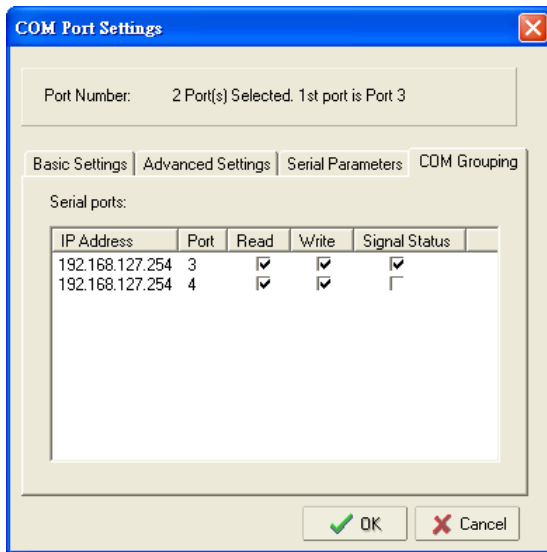 COM Port Settings
Port Number: 2 Port(s) Selected. 1st port is Port 3
Basic Settings Advanced Settings Serial Parameters COM Grouping
Serial ports:
IP Address Port Read Write Signal Status
192.168.127.254 3
192.168.127.254 4
OK Cancel